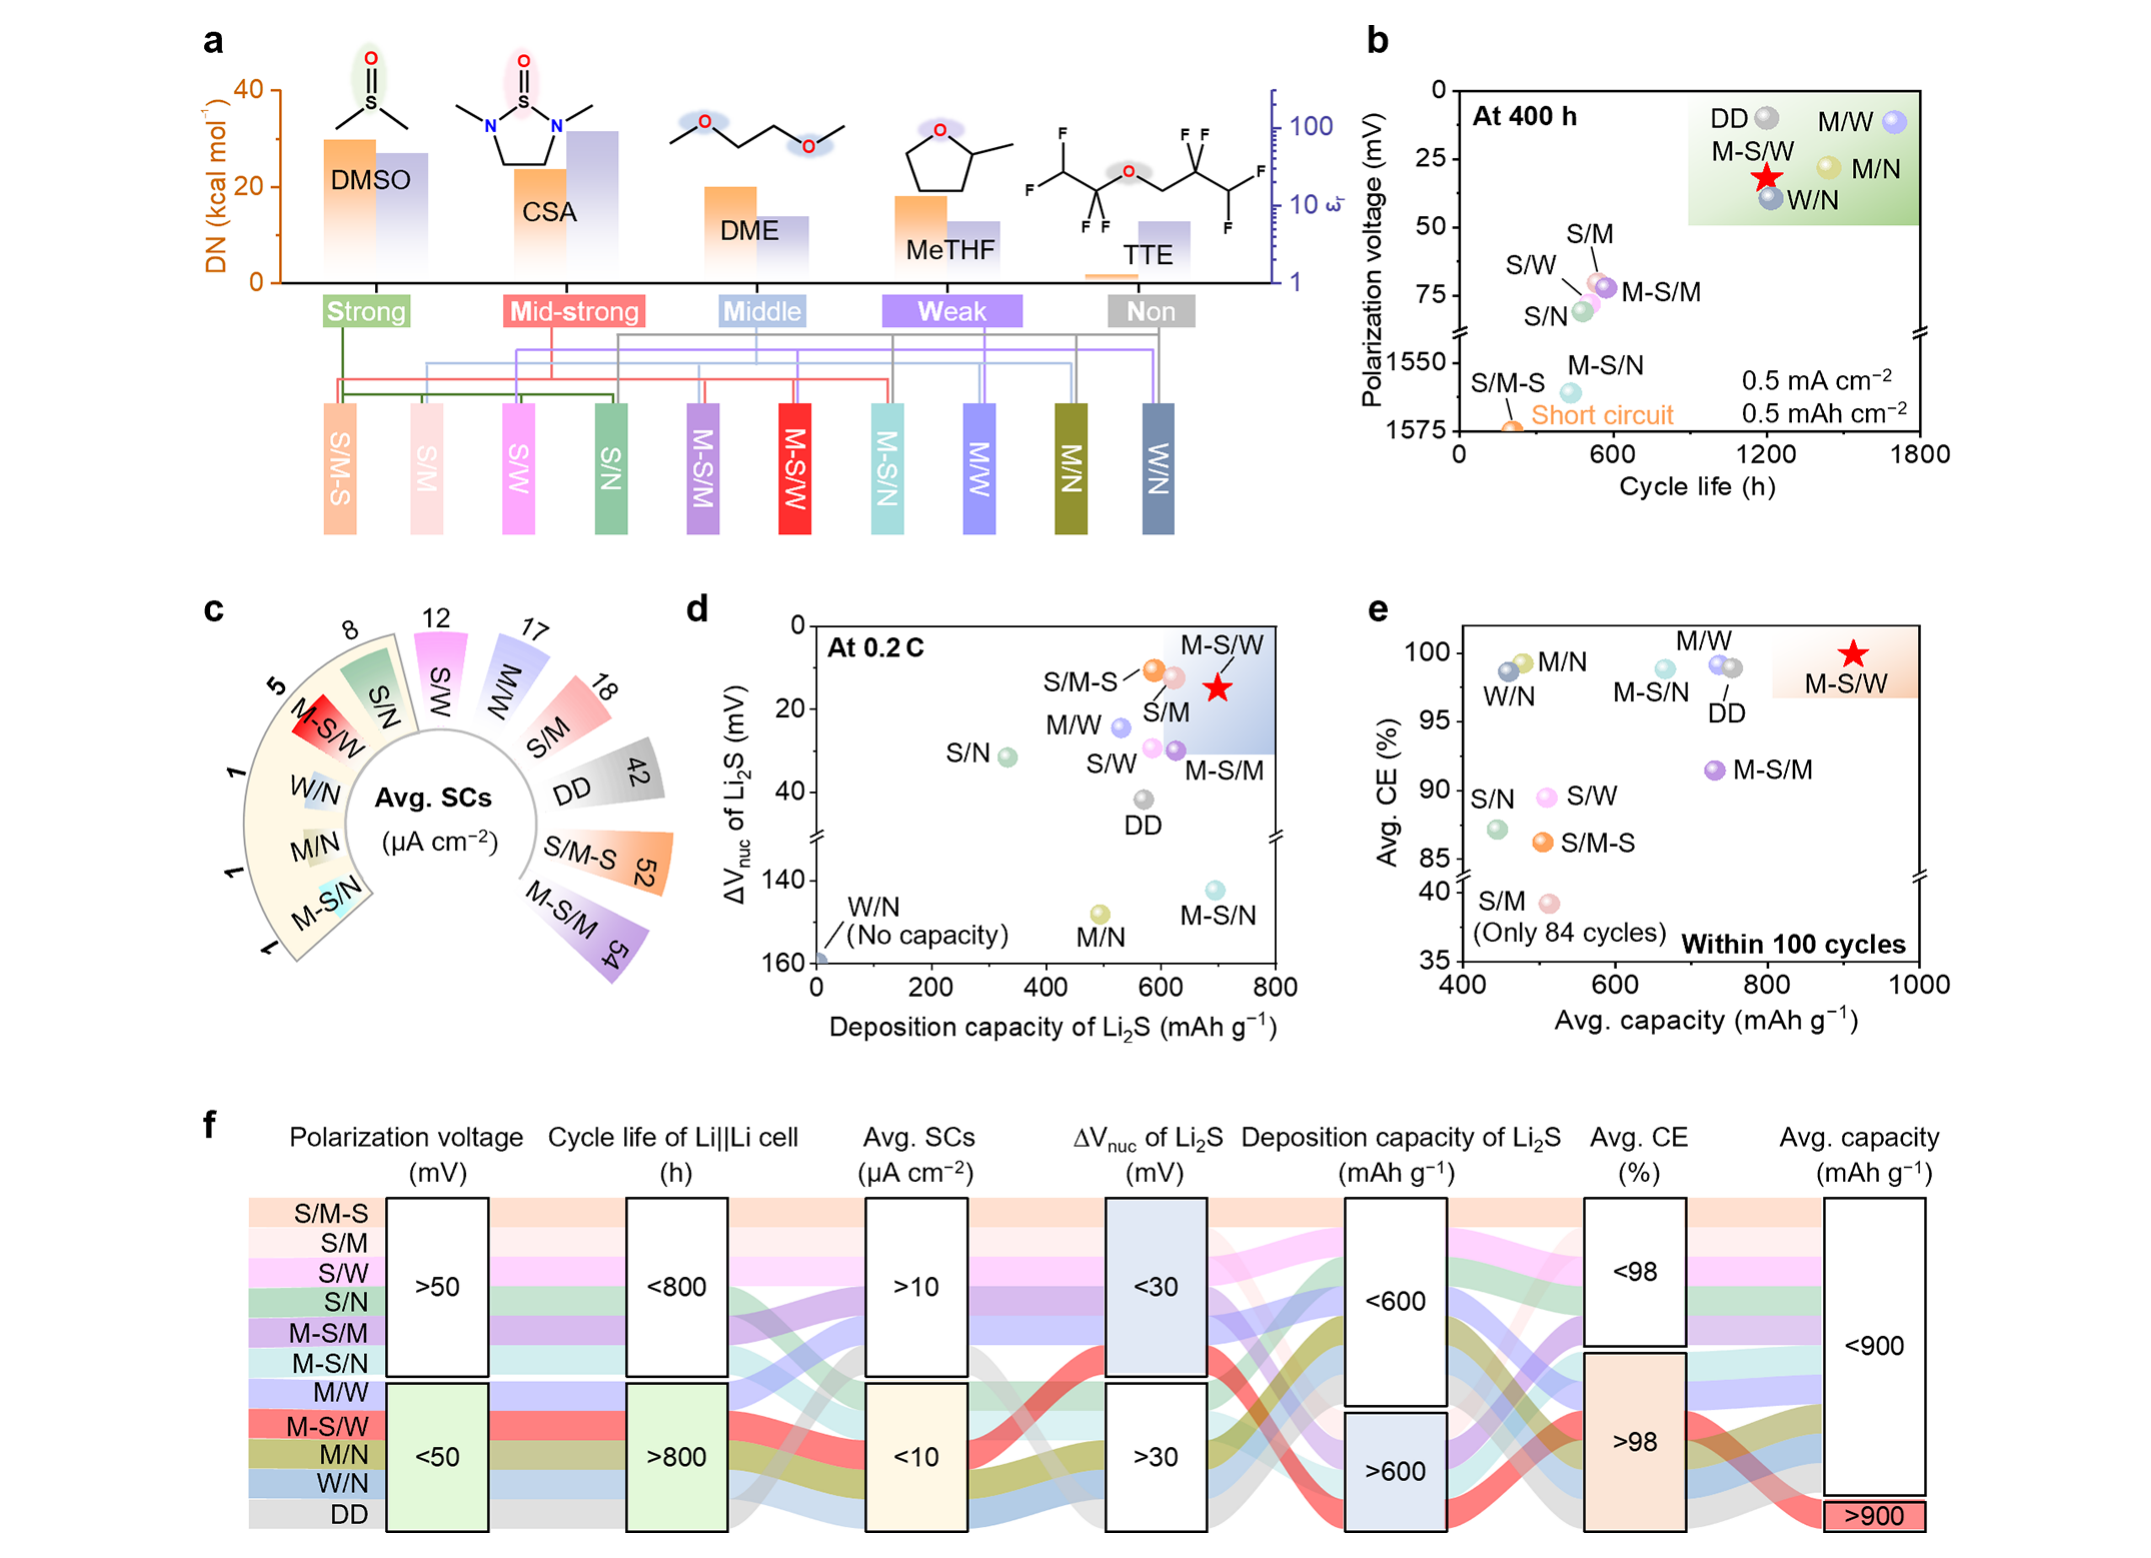 a
DN (kcal mol⁻¹)
40
20
0
O
S
O
S
N
N
O
O
O
F
F
F
F
O
F
F
F
F
DMSO
CSA
DME
MeTHF
TTE
100
10
1
εr
Strong
Mid-strong
Middle
Weak
Non
S/M-S
S/M
S/W
S/N
M-S/M
M-S/W
M-S/N
M/W
M/N
W/N
b
Polarization voltage (mV)
0
25
50
75
1550
1575
At 400 h
DD
M/W
M-S/W
M/N
W/N
S/M
S/W
M-S/M
S/N
M-S/N
S/M-S
Short circuit
0.5 mA cm⁻²
0.5 mAh cm⁻²
0
600
1200
1800
Cycle life (h)
c
8
12
17
18
5
1
1
1
S/N
S/W
M/W
S/M
DD
42
S/M-S
52
M-S/M
54
M-S/W
W/N
M/N
M-S/N
Avg. SCs
(μA cm⁻²)
d
ΔVnuc of Li₂S (mV)
0
20
40
140
160
At 0.2 C
M-S/W
S/M-S
S/M
M/W
S/N
S/W
M-S/M
DD
W/N
(No capacity)
M/N
M-S/N
0
200
400
600
800
Deposition capacity of Li₂S (mAh g⁻¹)
e
Avg. CE (%)
100
95
90
85
40
35
M/W
M/N
W/N
M-S/N
DD
M-S/W
M-S/M
S/N
S/W
S/M-S
S/M
(Only 84 cycles)
Within 100 cycles
400
600
800
1000
Avg. capacity (mAh g⁻¹)
f
Polarization voltage
(mV)
Cycle life of Li||Li cell
(h)
Avg. SCs
(μA cm⁻²)
ΔVnuc of Li₂S
(mV)
Deposition capacity of Li₂S
(mAh g⁻¹)
Avg. CE
(%)
Avg. capacity
(mAh g⁻¹)
S/M-S
S/M
S/W
S/N
M-S/M
M-S/N
M/W
M-S/W
M/N
W/N
DD
>50
<50
<800
>800
>10
<10
<30
>30
<600
>600
<98
>98
<900
>900